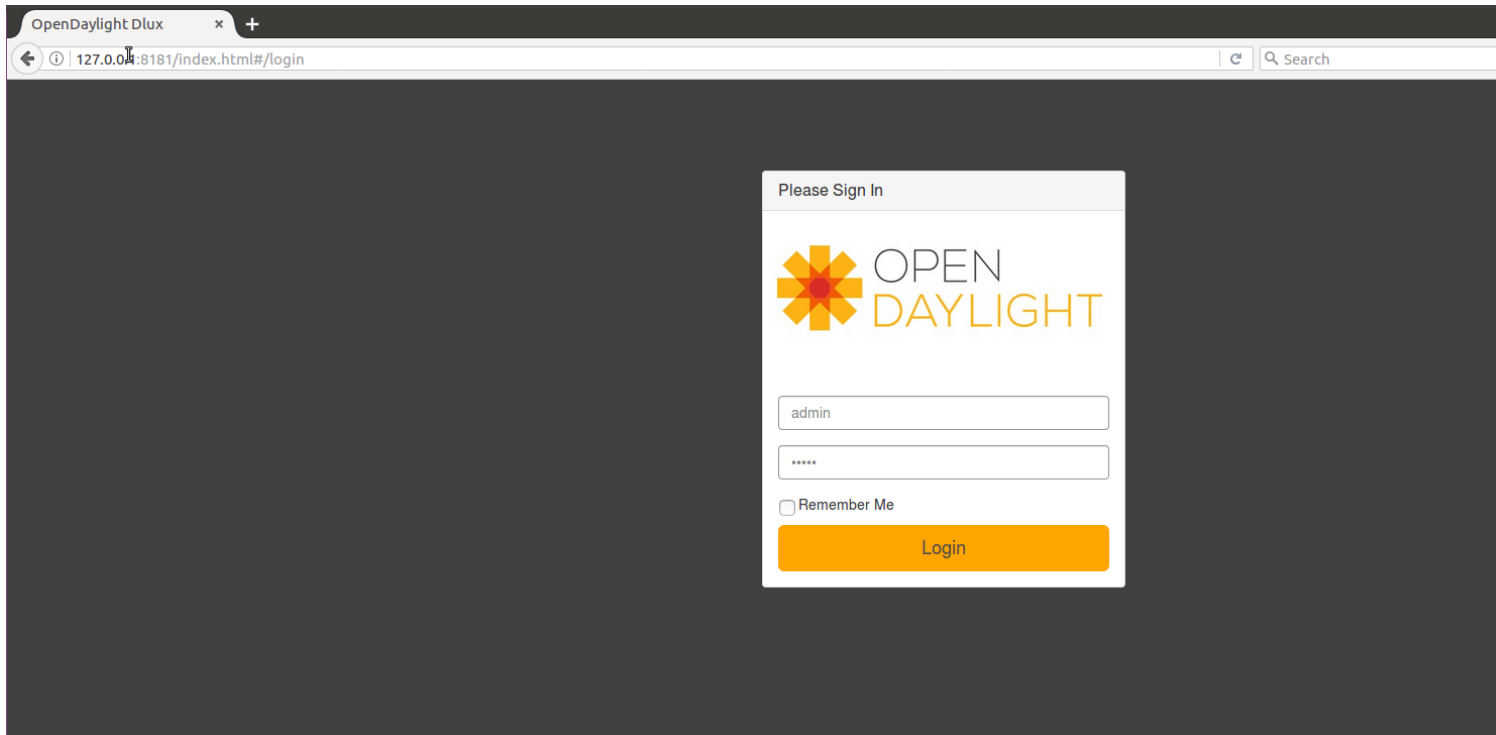 OpenDaylight Dlux
127.0.0.1:8181/index.html#/login
Search
Please Sign In
OPEN
DAYLIGHT
admin
•••••
Remember Me
Login